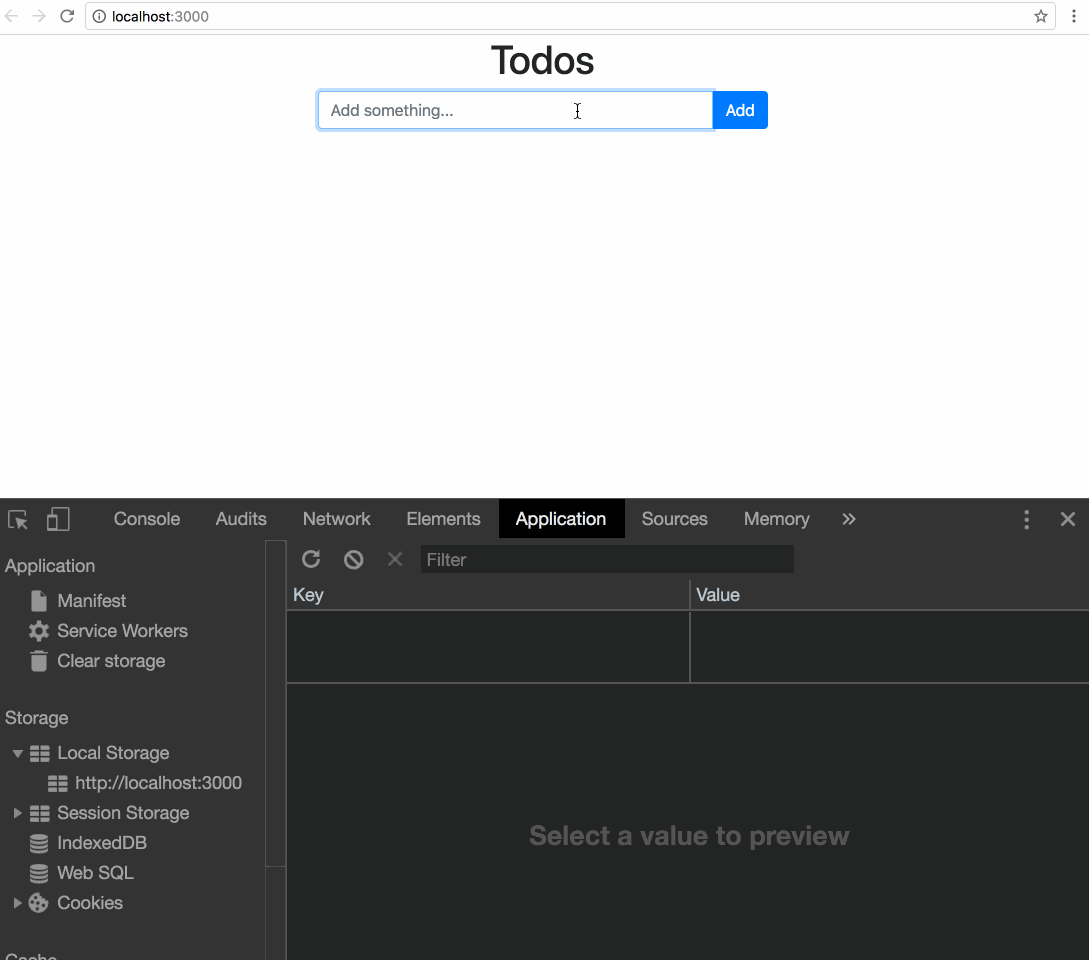 localhost:3000
Todos
Add something... Add
Console Audits Network Elements Application Sources Memory
Application
Manifest
Service Workers
Clear storage
Storage
Local Storage
http://localhost:3000
Session Storage
IndexedDB
Web SQL
Cookies
Cache
Filter
Key Value
Select a value to preview